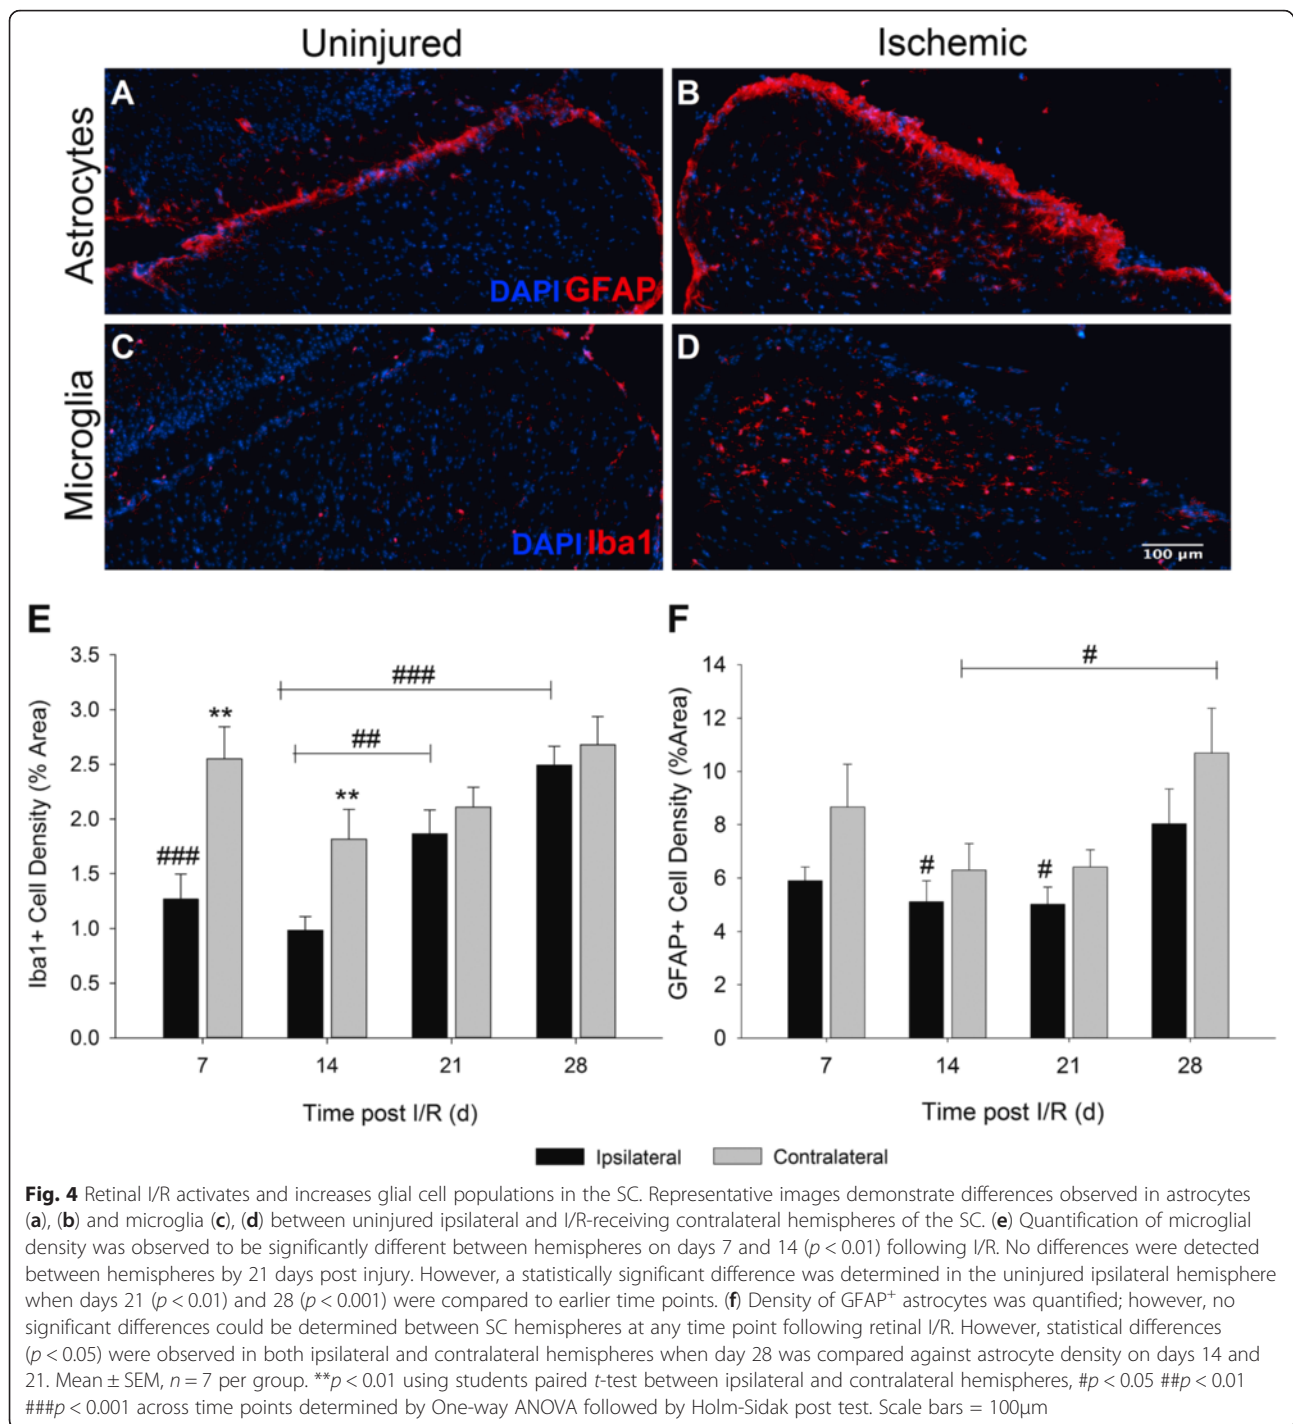 Uninjured
Ischemic
Astrocytes
A
DAPI GFAP
B
Microglia
C
DAPI Iba1
D
100 µm
E
Iba1+ Cell Density (% Area)
3.5
3.0
2.5
2.0
1.5
1.0
0.5
0.0
###
**
##
**
###
7
14
21
28
Time post I/R (d)
F
GFAP+ Cell Density (%Area)
14
12
10
8
6
4
2
0
#
#
#
7
14
21
28
Time post I/R (d)
Ipsilateral
Contralateral
Fig. 4 Retinal I/R activates and increases glial cell populations in the SC. Representative images demonstrate differences observed in astrocytes
(a), (b) and microglia (c), (d) between uninjured ipsilateral and I/R-receiving contralateral hemispheres of the SC. (e) Quantification of microglial
density was observed to be significantly different between hemispheres on days 7 and 14 (p < 0.01) following I/R. No differences were detected
between hemispheres by 21 days post injury. However, a statistically significant difference was determined in the uninjured ipsilateral hemisphere
when days 21 (p < 0.01) and 28 (p < 0.001) were compared to earlier time points. (f) Density of GFAP+ astrocytes was quantified; however, no
significant differences could be determined between SC hemispheres at any time point following retinal I/R. However, statistical differences
(p < 0.05) were observed in both ipsilateral and contralateral hemispheres when day 28 was compared against astrocyte density on days 14 and
21. Mean ± SEM, n = 7 per group. **p < 0.01 using students paired t-test between ipsilateral and contralateral hemispheres, #p < 0.05 ##p < 0.01
###p < 0.001 across time points determined by One-way ANOVA followed by Holm-Sidak post test. Scale bars = 100µm